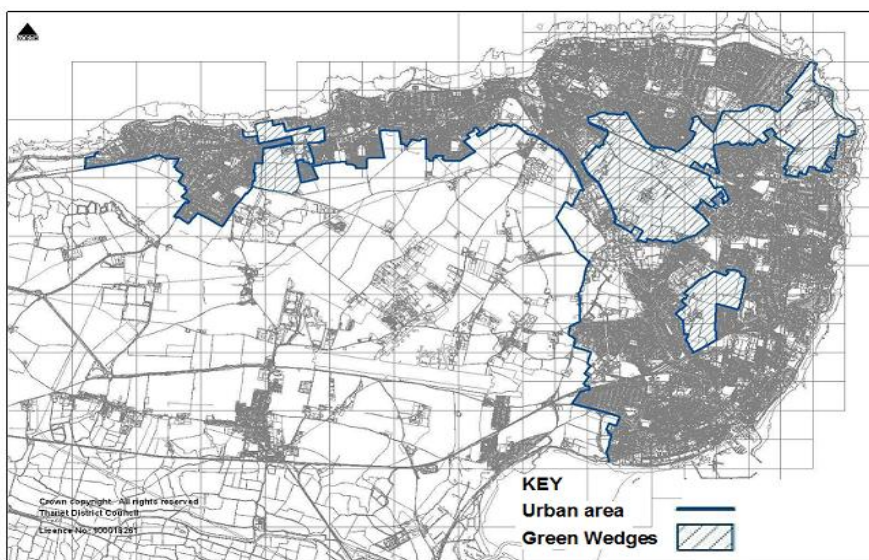 Crown copyright All rights reserved
Thanet District Council
Licence No: 100018261
KEY
Urban area
Green Wedges